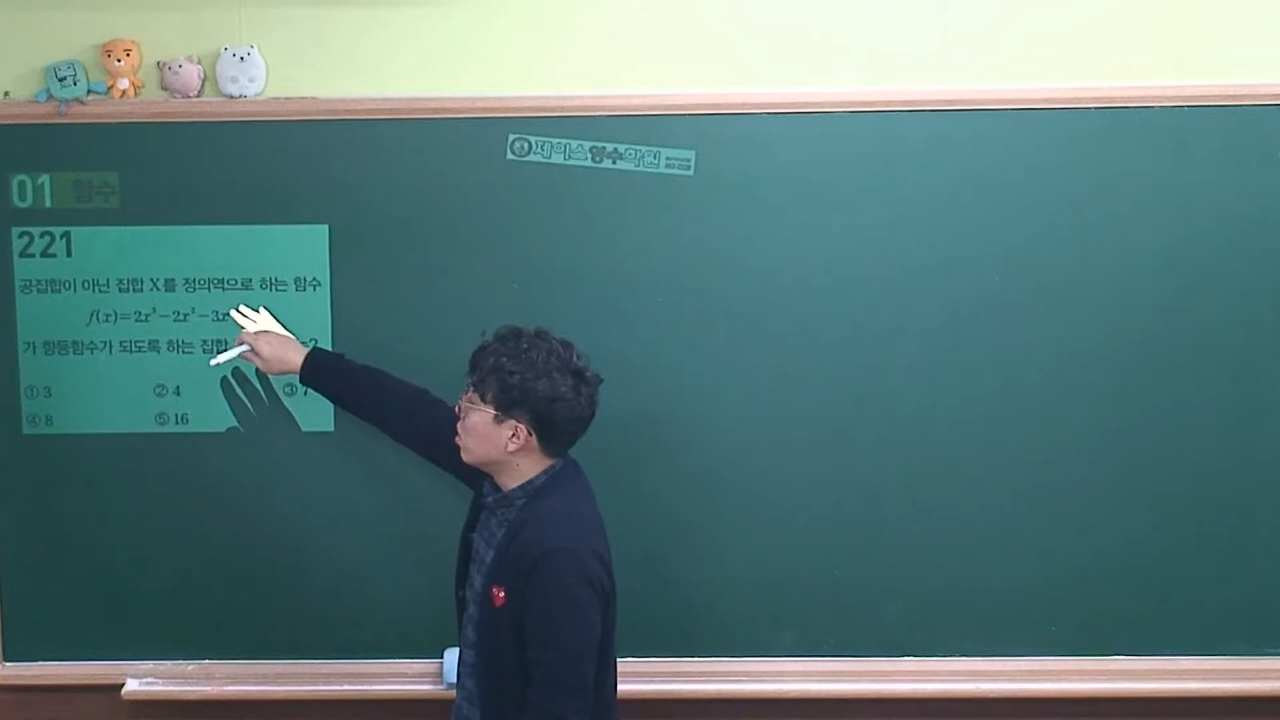 제이스영수학원
01 함수
221
공집합이 아닌 집합 X를 정의역으로 하는 함수
f(x)=2x³-2x²-3x
가 항등함수가 되도록 하는 집합 =?
① 3 ② 4 ③ 7
④ 8 ⑤ 16